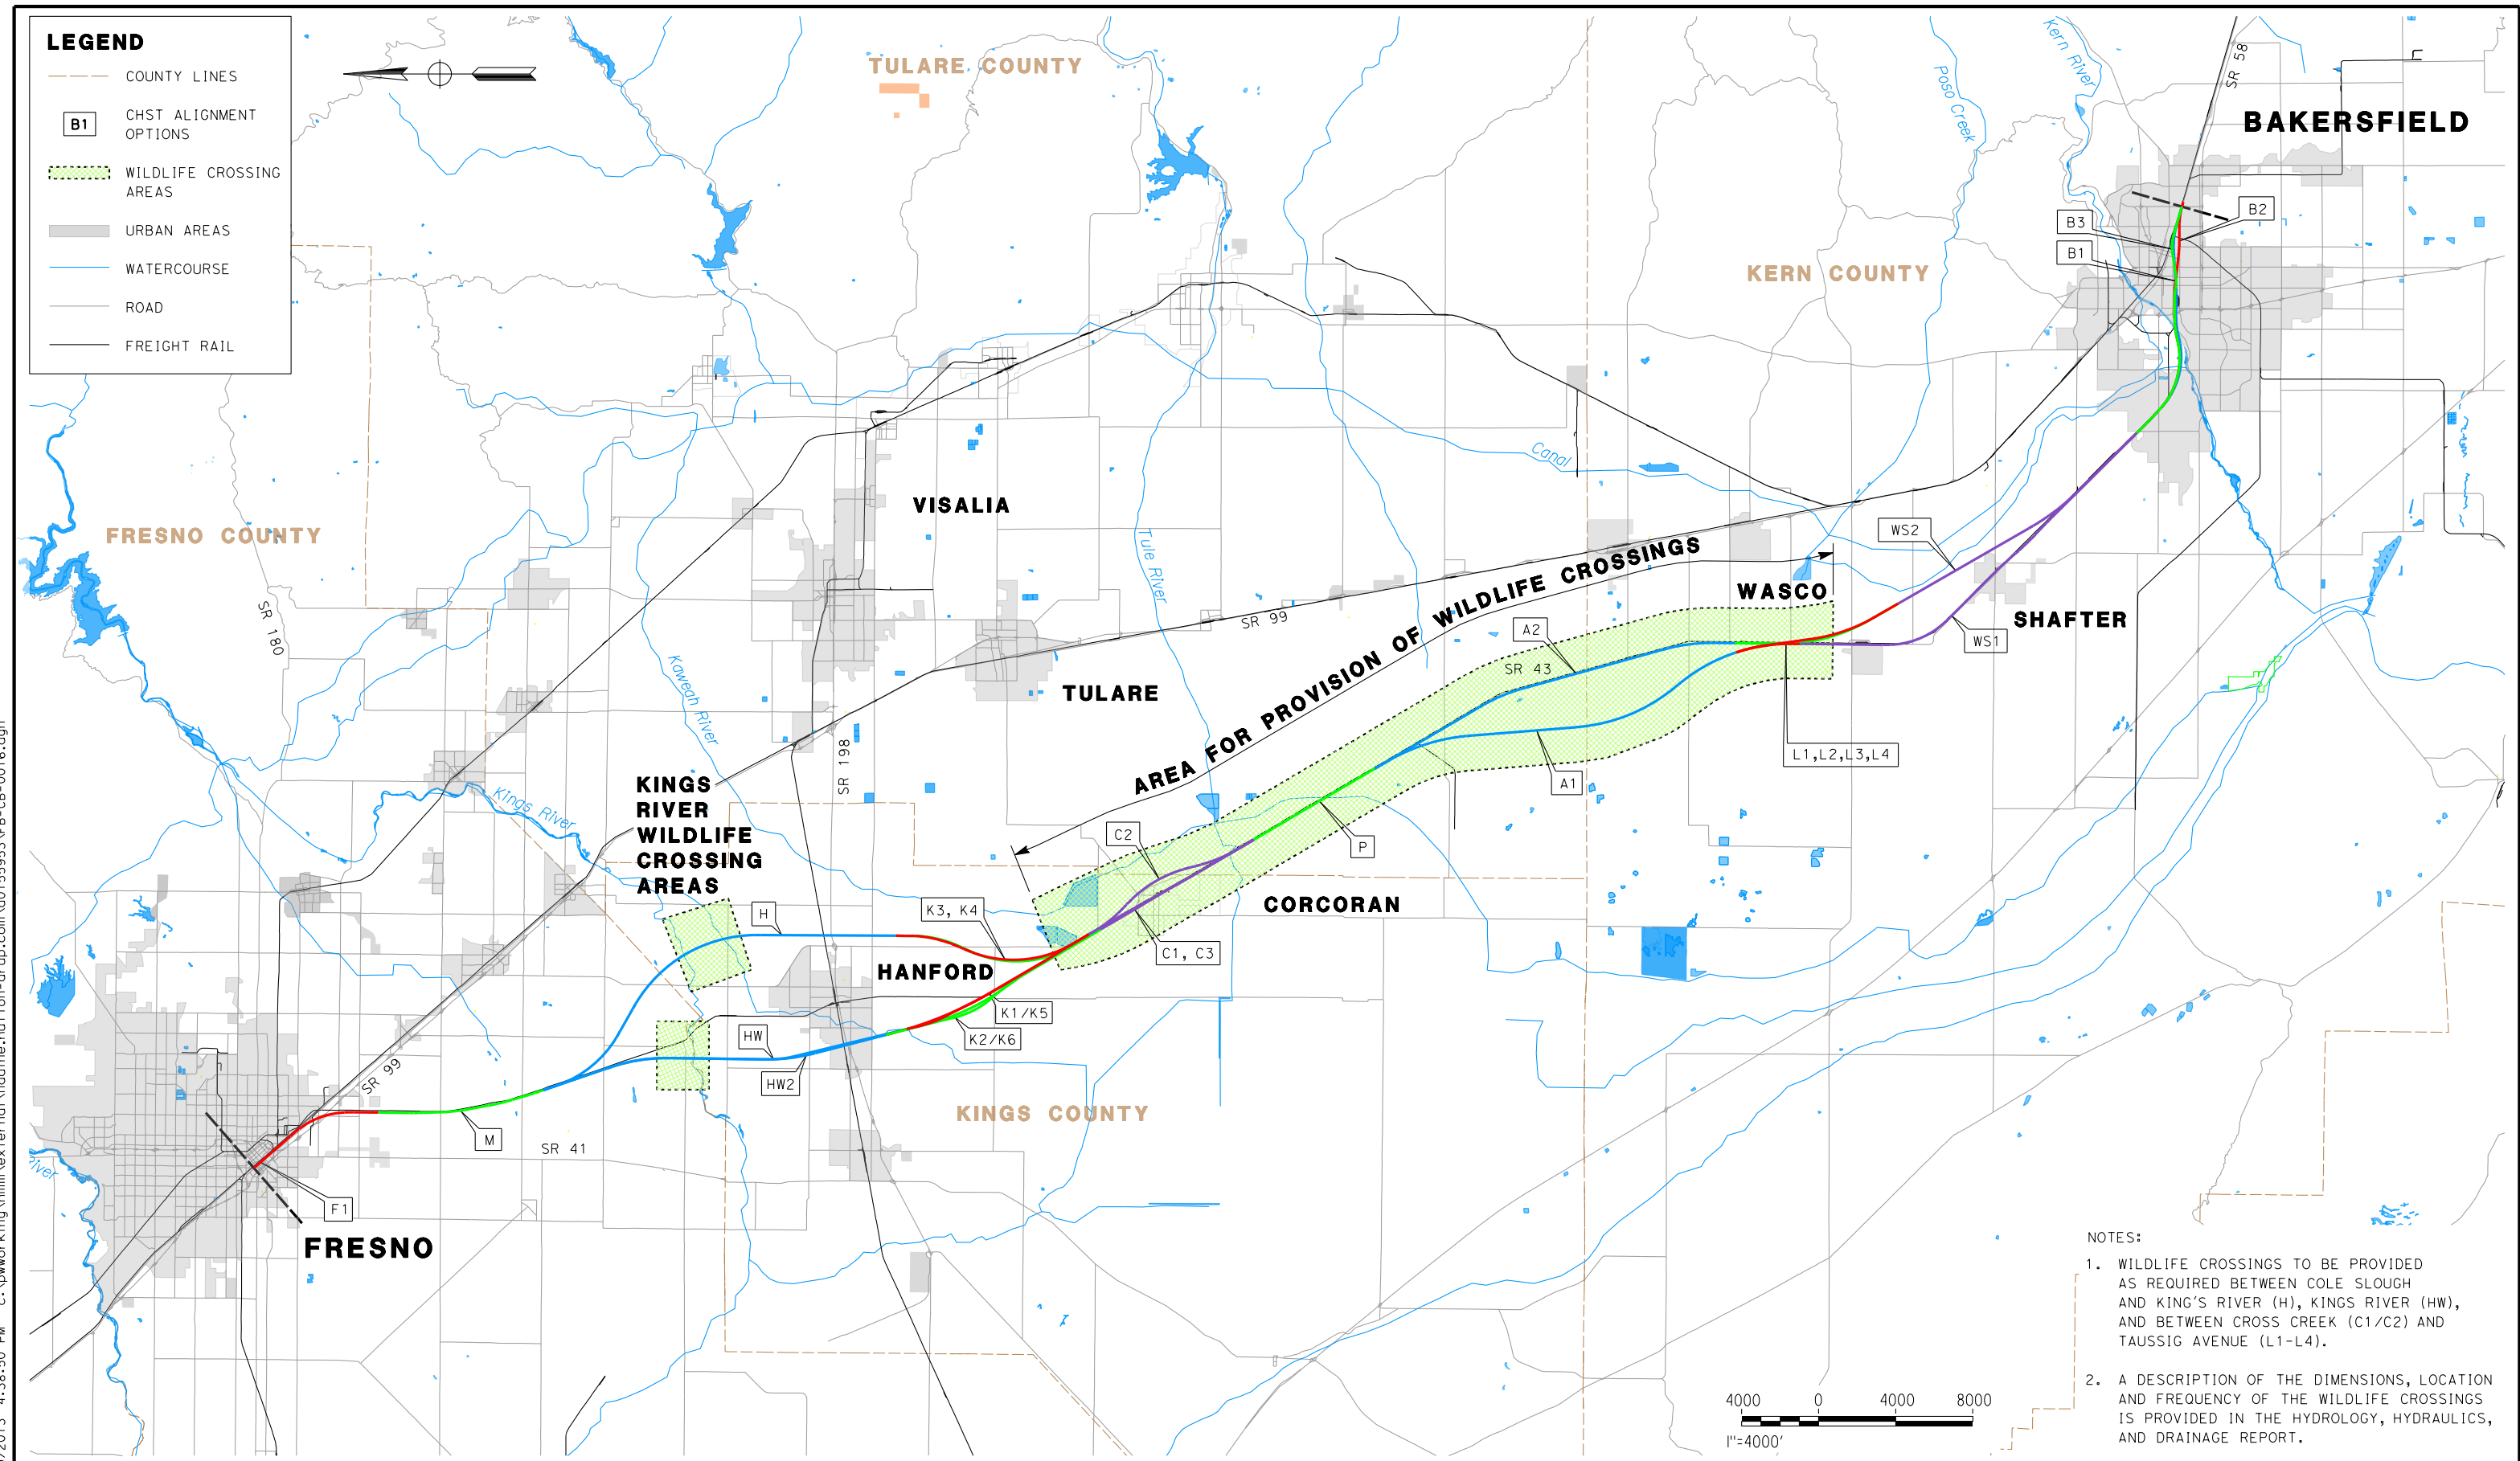 LEGEND
COUNTY LINES
B1
CHST ALIGNMENT
OPTIONS
WILDLIFE CROSSING
AREAS
URBAN AREAS
WATERCOURSE
ROAD
FREIGHT RAIL
TULARE COUNTY
Kern River
SR 58
Poso Creek
BAKERSFIELD
B2
B3
B1
KERN COUNTY
Canal
VISALIA
FRESNO COUNTY
Tule River
WS2
AREA FOR PROVISION OF WILDLIFE CROSSINGS
WASCO
SR 180
SR 99
A2
SHAFTER
WS1
SR 43
Kaweah River
TULARE
SR 198
L1,L2,L3,L4
A1
KINGS
RIVER
WILDLIFE
CROSSING
AREAS
Kings River
C2
P
H
K3, K4
CORCORAN
C1, C3
HANFORD
K1/K5
HW
K2/K6
HW2
SR 99
KINGS COUNTY
M
SR 41
River
F1
FRESNO
NOTES:
1. WILDLIFE CROSSINGS TO BE PROVIDED
AS REQUIRED BETWEEN COLE SLOUGH
AND KING'S RIVER (H), KINGS RIVER (HW),
AND BETWEEN CROSS CREEK (C1/C2) AND
TAUSSIG AVENUE (L1-L4).
2. A DESCRIPTION OF THE DIMENSIONS, LOCATION
AND FREQUENCY OF THE WILDLIFE CROSSINGS
IS PROVIDED IN THE HYDROLOGY, HYDRAULICS,
AND DRAINAGE REPORT.
4000 0 4000 8000
1"=4000'
4:38:50 PM